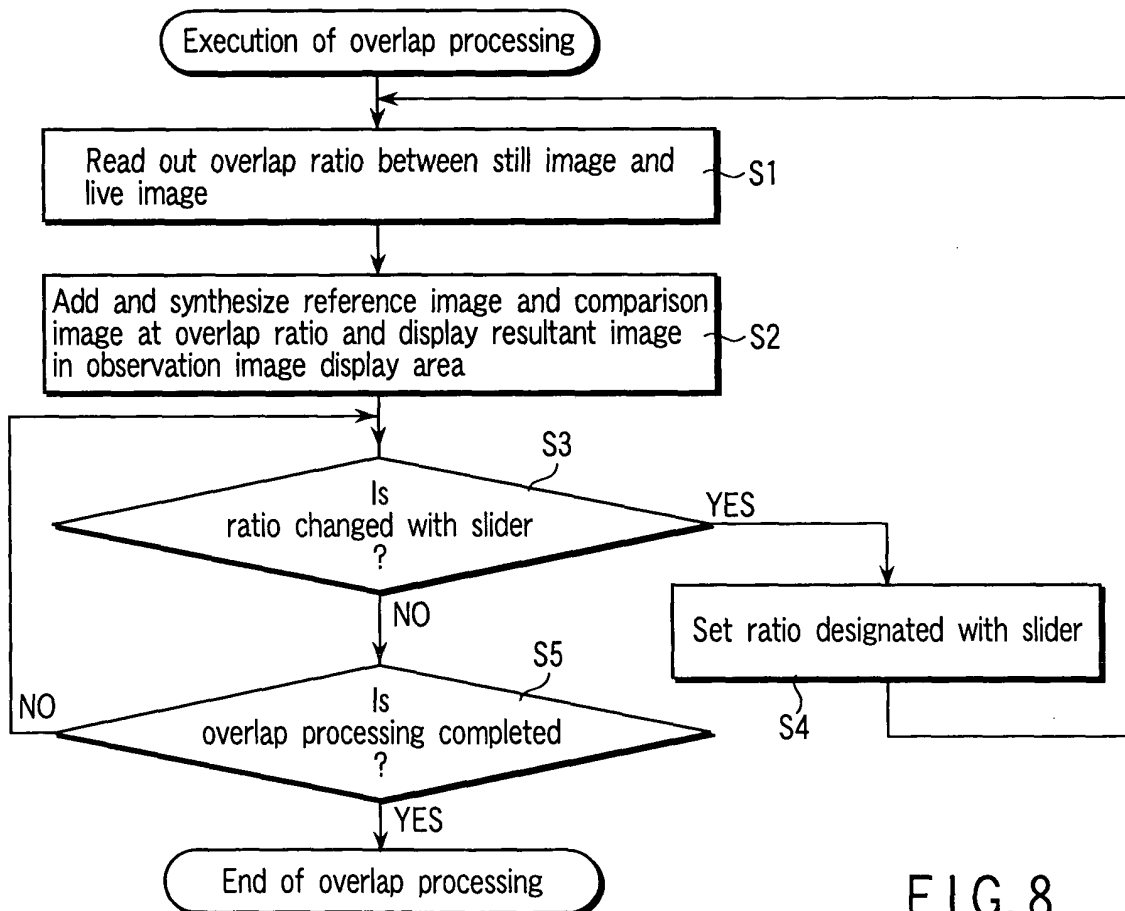 Execution of overlap processing
Read out overlap ratio between still image and
live image
S1
Add and synthesize reference image and comparison
image at overlap ratio and display resultant image
in observation image display area
S2
S3
Is
ratio changed with slider
?
YES
NO
Set ratio designated with slider
S4
S5
Is
overlap processing completed
?
NO
YES
End of overlap processing
FIG. 8